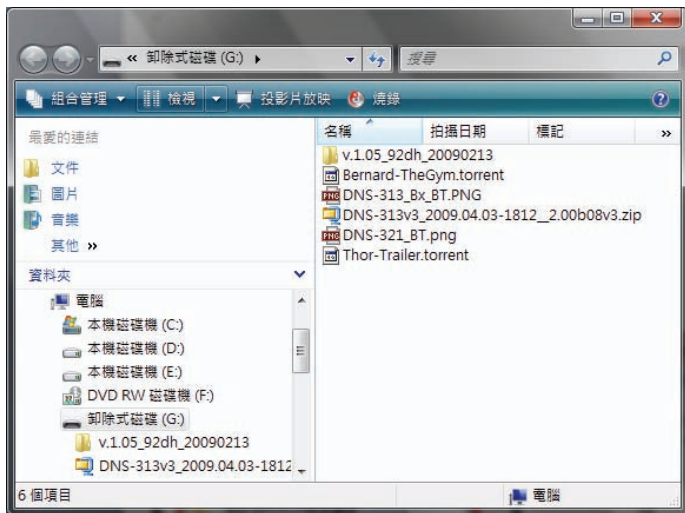 « 卸除式磁碟 (G:)
搜尋
組合管理 檢視 投影片放映 燒錄
最愛的連結
文件
圖片
音樂
其他 »
資料夾
電腦
本機磁碟機 (C:)
本機磁碟機 (D:)
本機磁碟機 (E:)
DVD RW 磁碟機 (F:)
卸除式磁碟 (G:)
v.1.05_92dh_20090213
DNS-313v3_2009.04.03-1812
名稱 拍攝日期 標記 »
v.1.05_92dh_20090213
Bernard-TheGym.torrent
DNS-313_Bx_BT.PNG
DNS-313v3_2009.04.03-1812__2.00b08v3.zip
DNS-321_BT.png
Thor-Trailer.torrent
6 個項目
電腦